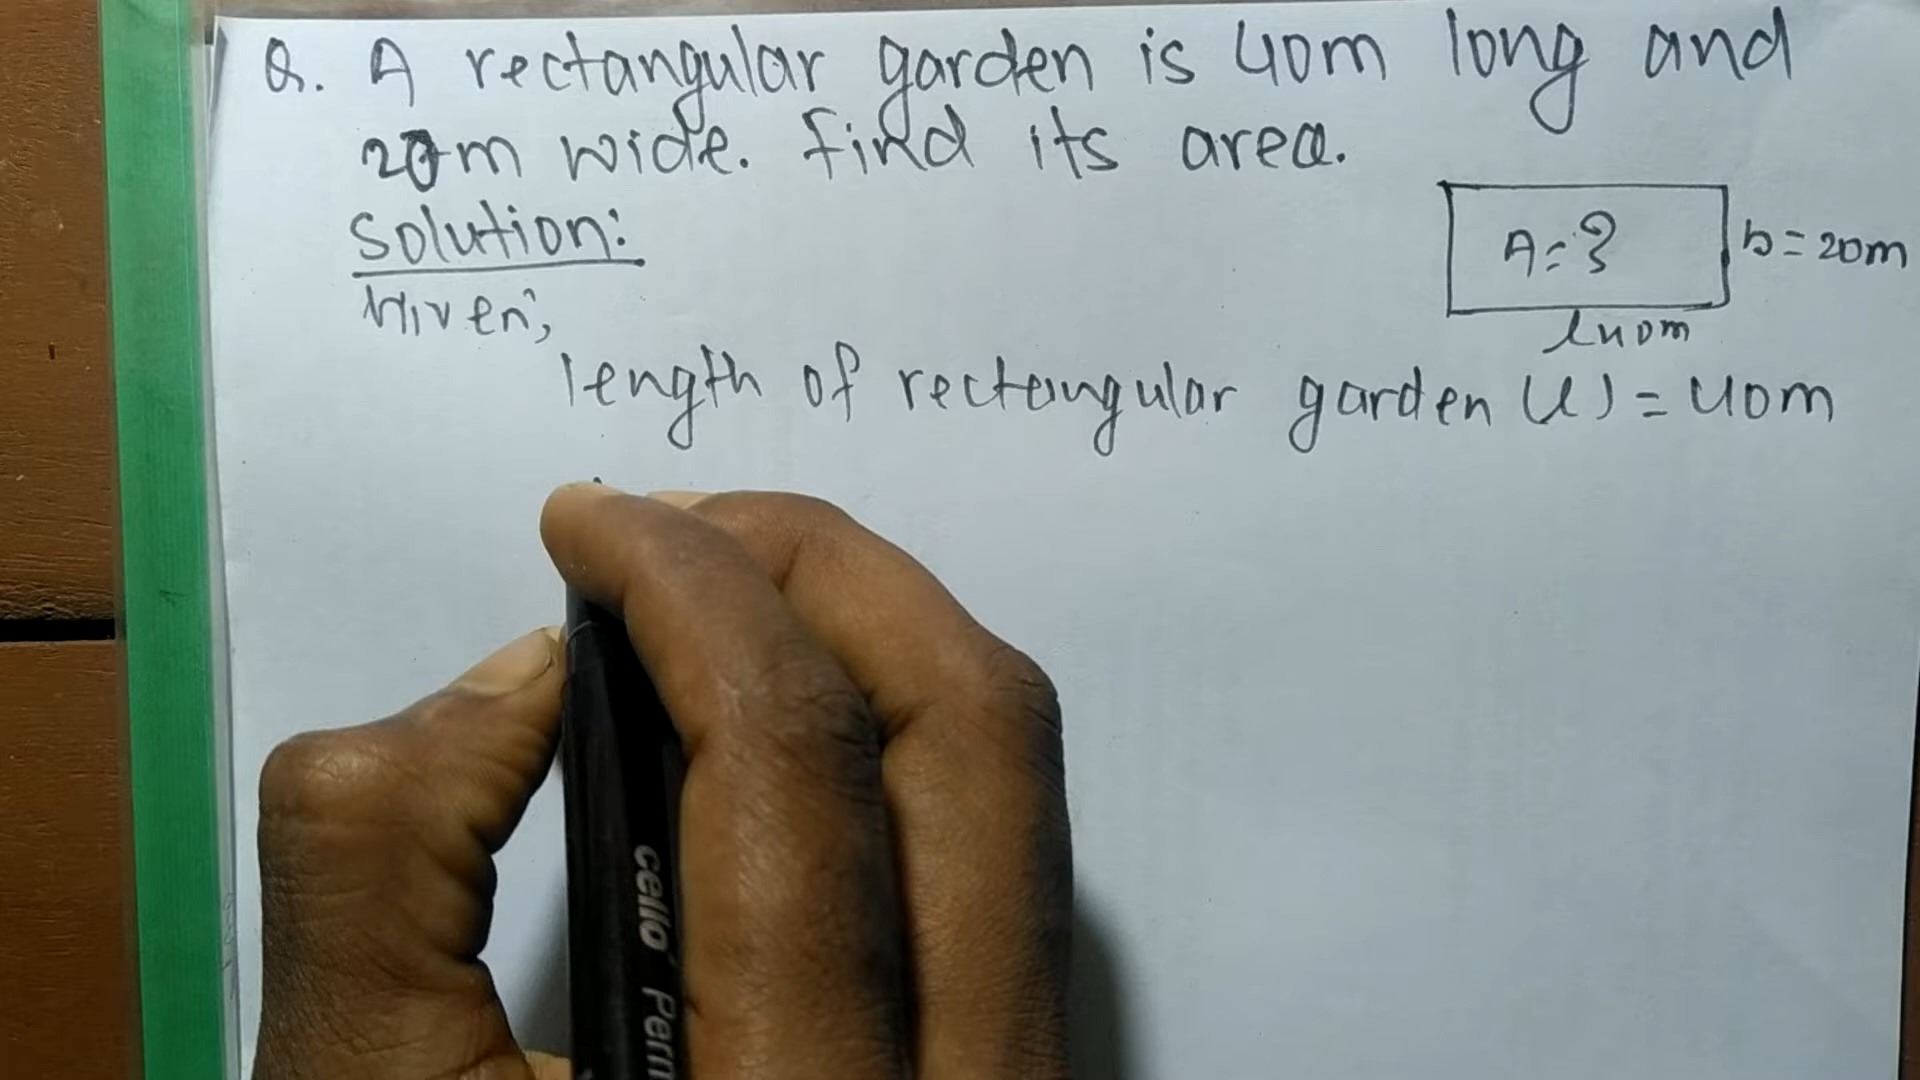 Q. A rectangular garden is 40m long and
20m wide. Find its area.
Solution:
Given,
A=?
b=20m
l 40m
length of rectangular garden (l) = 40m
cello
Perm